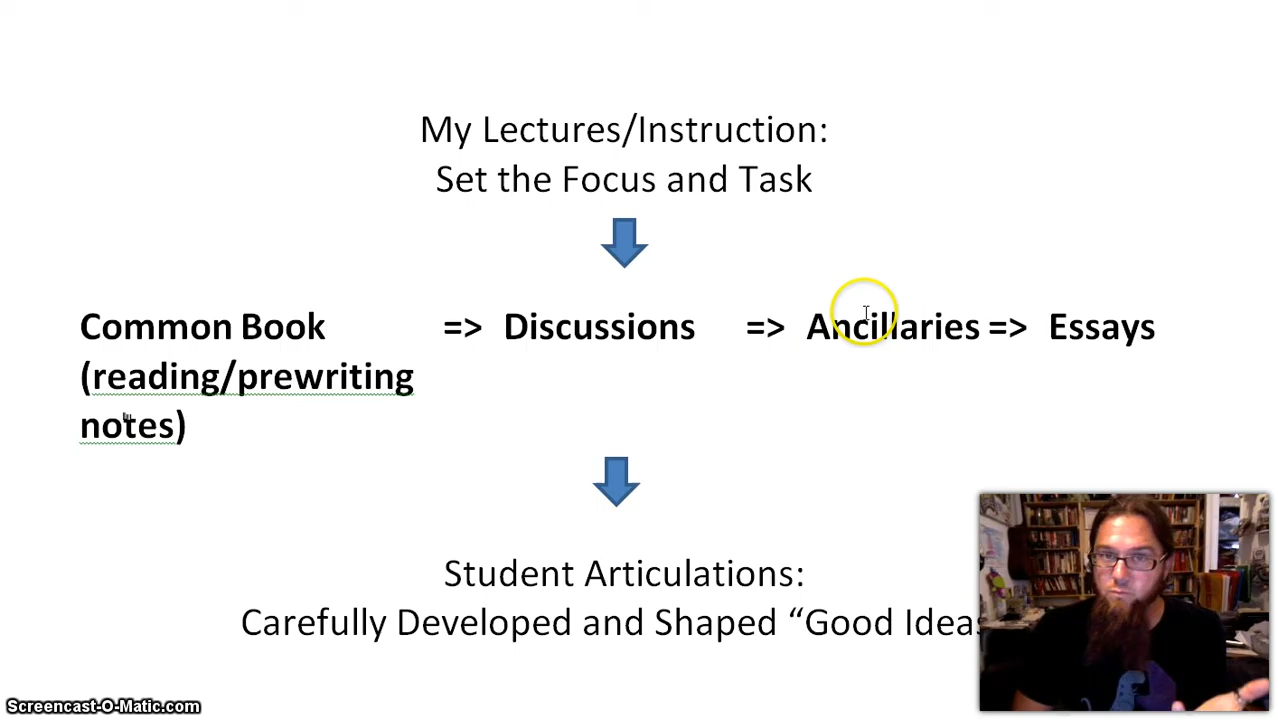 My Lectures/Instruction:
Set the Focus and Task
Common Book => Discussions => Ancillaries => Essays
(reading/prewriting
notes)
Student Articulations:
Carefully Developed and Shaped “Good Ideas
Screencast-O-Matic.com